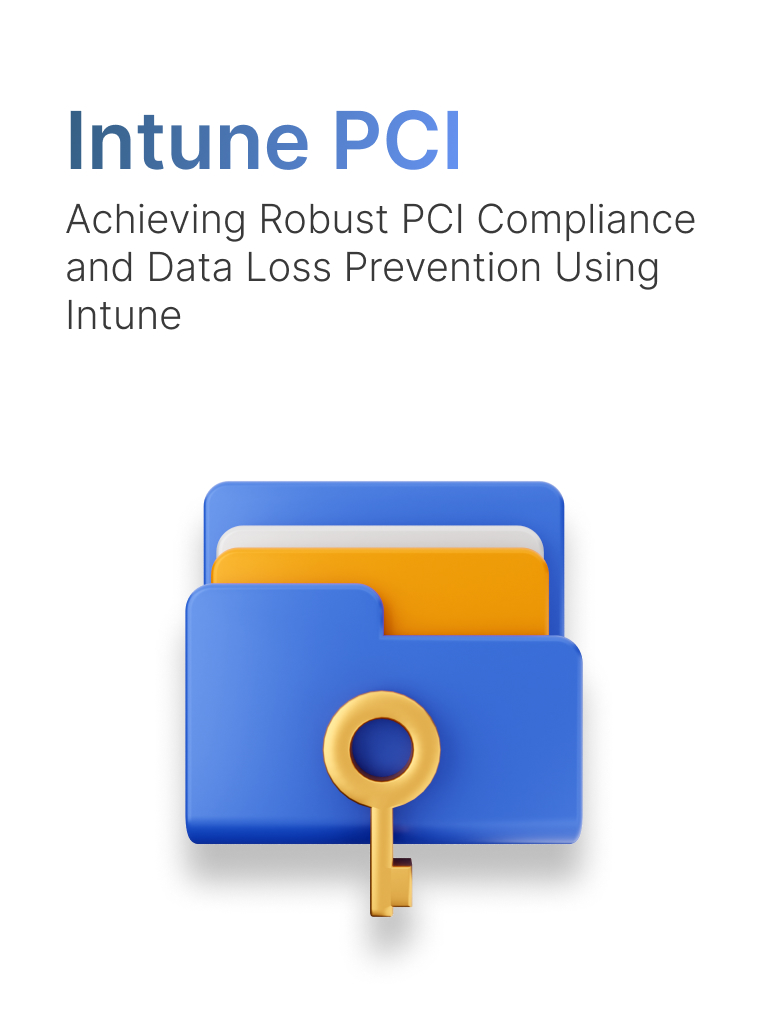 Intune PCI
Achieving Robust PCI Compliance
and Data Loss Prevention Using
Intune